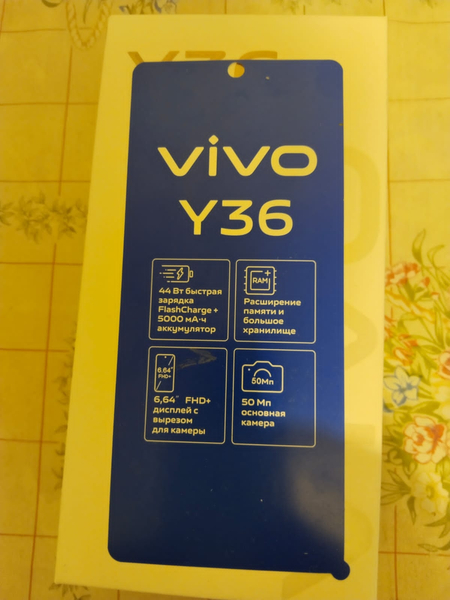 Y36
vivo
Y36
44 Вт быстрая
зарядка
FlashCharge +
5000 мА·ч
аккумулятор
RAM
Расширение
памяти и
большое
хранилище
6,64"
FHD+
6,64" FHD+
дисплей с
вырезом
для камеры
50Мп
50 Мп
основная
камера